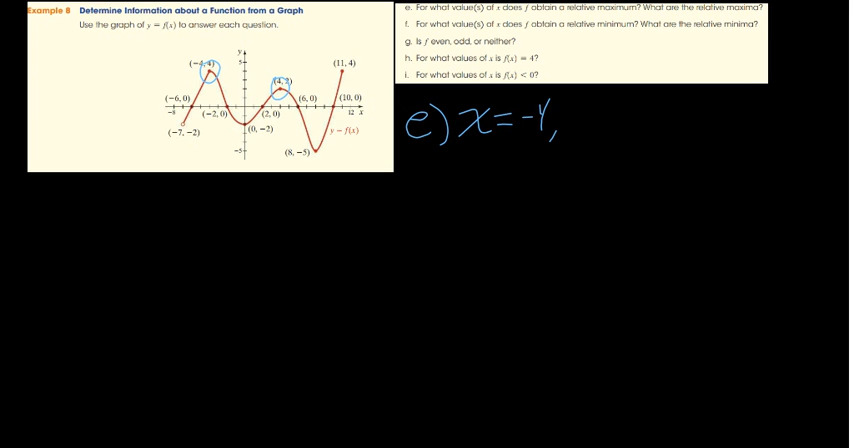 Example 8 Determine Information about a Function from a Graph
Use the graph of y = f(x) to answer each question.
y
5
(−4, 4)
(11, 4)
(4, 2)
(−6, 0)
(6, 0)
(10, 0)
−8
(−2, 0)
(2, 0)
12 x
(−7, −2)
(0, −2)
y = f(x)
−5
(8, −5)
e. For what value(s) of x does f obtain a relative maximum? What are the relative maxima?
f. For what value(s) of x does f obtain a relative minimum? What are the relative minima?
g. Is f even, odd, or neither?
h. For what values of x is f(x) = 4?
i. For what values of x is f(x) < 0?
e) x = -4,